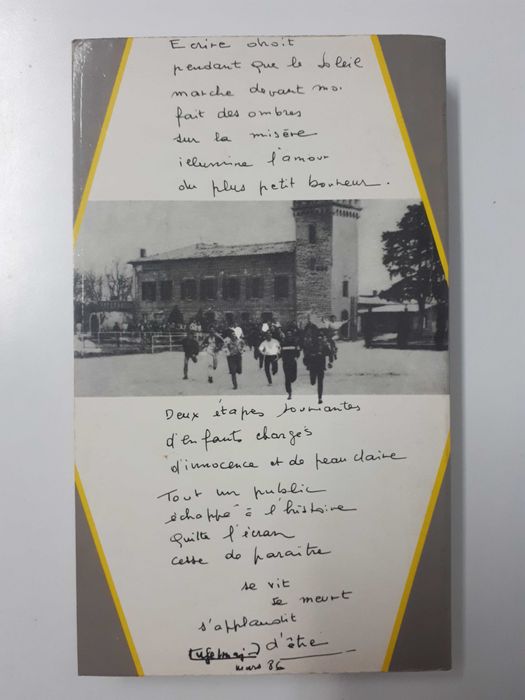 Ecrire droit
pendant que le soleil
marche devant moi
fait des ombres
sur la misère
illumine l'amour
du plus petit bonheur.
Deux étapes souriantes
d'enfants chargés
d'innocence et de peau claire
Tout un public
échappé à l'histoire
Quitte l'écran
cesse de paraître
se vit
se meurt
s'applaudit
d'être
mars 86